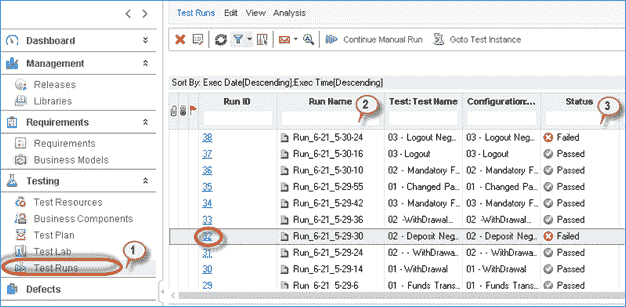 Test Runs Edit View Analysis
Dashboard
Management
Releases
Libraries
Requirements
Requirements
Business Models
Testing
Test Resources
Business Components
Test Plan
Test Lab
Test Runs
Defects
1
Continue Manual Run Goto Test Instance
Sort By: Exec Date[Descending];Exec Time[Descending]
Run ID Run Name Test: Test Name Configuration:... Status
2 3
38 Run_6-21_5-30-24 03 - Logout Neg... 03 - Logout Neg... Failed
37 Run_6-21_5-30-16 03 - Logout 03 - Logout Passed
36 Run_6-21_5-30-10 02 - Mandatory F... 02 - Mandatory F... Passed
35 Run_6-21_5-29-55 01 - Changed Pa... 01 - Changed Pa... Passed
34 Run_6-21_5-29-42 03 - Mandatory ... 03 - Mandatory ... Passed
33 Run_6-21_5-29-36 02 -WithDrawal... 02 -WithDrawal... Passed
32 Run_6-21_5-29-30 02 - Deposit Neg... 02 - Deposit Neg... Failed
31 Run_6-21_5-29-24 02 - - WithDrawa... 02 - - WithDrawa... Passed
30 Run_6-21_5-29-14 01 - WithDrawal 01 - WithDrawal Passed
29 Run_6-21_5-29-6 01 - Funds Trans... 01 - Funds Trans... Passed